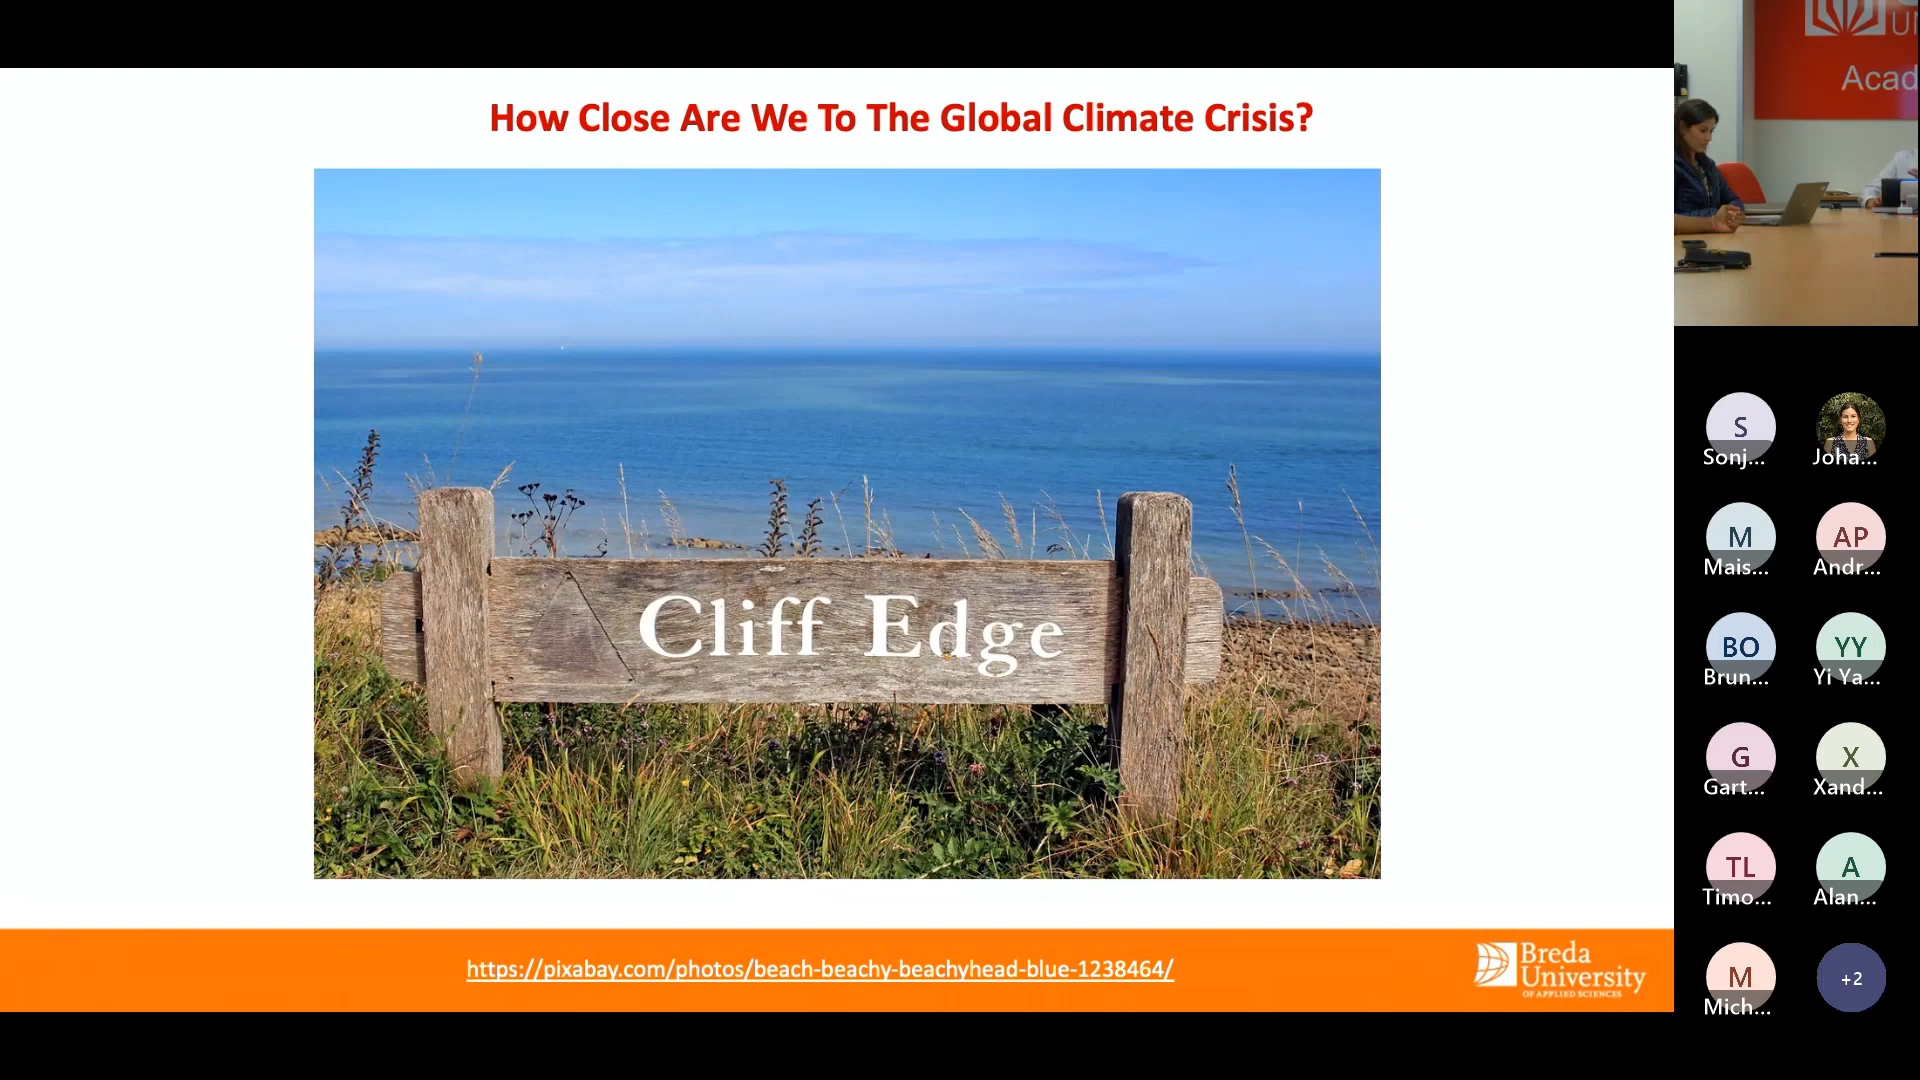 How Close Are We To The Global Climate Crisis?
Cliff Edge
https://pixabay.com/photos/beach-beachy-beachyhead-blue-1238464/
Breda
University
OF APPLIED SCIENCES
Acad
S
Sonj...
Joha...
M
Mais...
AP
Andr...
BO
Brun...
YY
Yi Ya...
G
Gart...
X
Xand...
TL
Timo...
A
Alan...
M
Mich...
+2